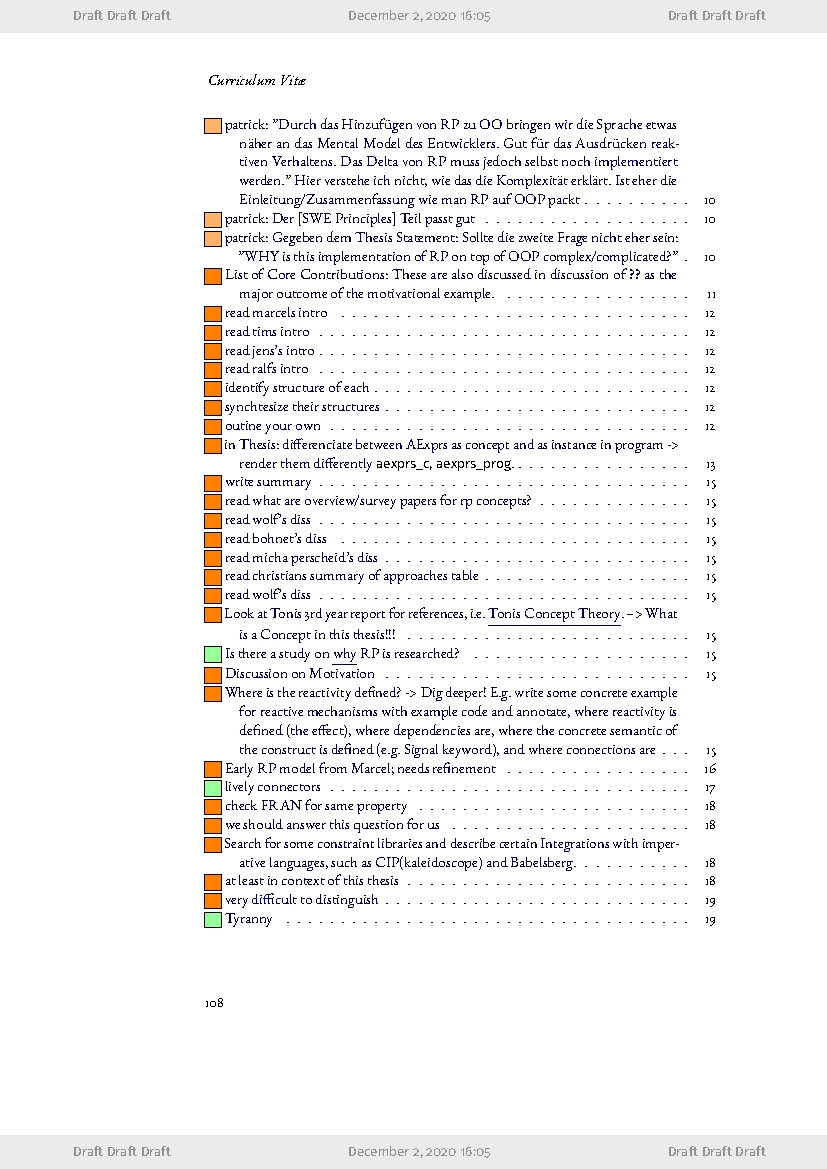 Draft Draft Draft December 2, 2020 16:05 Draft Draft Draft
Curriculum Vitæ
patrick: ”Durch das Hinzufügen von RP zu OO bringen wir die Sprache etwas
näher an das Mental Model des Entwicklers. Gut für das Ausdrücken reak-
tiven Verhaltens. Das Delta von RP muss jedoch selbst noch implementiert
werden.” Hier verstehe ich nicht, wie das die Komplexität erklärt. Ist eher die
Einleitung/Zusammenfassung wie man RP auf OOP packt . . . . . . . . . . 10
patrick: Der [SWE Principles] Teil passt gut . . . . . . . . . . . . . . . . . . . 10
patrick: Gegeben dem Thesis Statement: Sollte die zweite Frage nicht eher sein:
”WHY is this implementation of RP on top of OOP complex/complicated?” . 10
List of Core Contributions: These are also discussed in discussion of ?? as the
major outcome of the motivational example. . . . . . . . . . . . . . . . . . 11
read marcels intro . . . . . . . . . . . . . . . . . . . . . . . . . . . . . . . . 12
read tims intro . . . . . . . . . . . . . . . . . . . . . . . . . . . . . . . . . . 12
read jens’s intro . . . . . . . . . . . . . . . . . . . . . . . . . . . . . . . . . . 12
read ralfs intro . . . . . . . . . . . . . . . . . . . . . . . . . . . . . . . . . . 12
identify structure of each . . . . . . . . . . . . . . . . . . . . . . . . . . . . . 12
synchtesize their structures . . . . . . . . . . . . . . . . . . . . . . . . . . . . 12
outine your own . . . . . . . . . . . . . . . . . . . . . . . . . . . . . . . . . 12
in Thesis: differenciate between AExprs as concept and as instance in program ->
render them differently aexprs_c, aexprs_prog. . . . . . . . . . . . . . . . . 13
write summary . . . . . . . . . . . . . . . . . . . . . . . . . . . . . . . . . . 15
read what are overview/survey papers for rp concepts? . . . . . . . . . . . . . . 15
read wolf’s diss . . . . . . . . . . . . . . . . . . . . . . . . . . . . . . . . . . 15
read bohnet’s diss . . . . . . . . . . . . . . . . . . . . . . . . . . . . . . . . 15
read micha perscheid’s diss . . . . . . . . . . . . . . . . . . . . . . . . . . . . 15
read christians summary of approaches table . . . . . . . . . . . . . . . . . . . 15
read wolf’s diss . . . . . . . . . . . . . . . . . . . . . . . . . . . . . . . . . . 15
Look at Tonis 3rd year report for references, i.e. Tonis Concept Theory. –> What
is a Concept in this thesis!!! . . . . . . . . . . . . . . . . . . . . . . . . . . 15
Is there a study on why RP is researched? . . . . . . . . . . . . . . . . . . . . 15
Discussion on Motivation . . . . . . . . . . . . . . . . . . . . . . . . . . . . 15
Where is the reactivity defined? -> Dig deeper! E.g. write some concrete example
for reactive mechanisms with example code and annotate, where reactivity is
defined (the effect), where dependencies are, where the concrete semantic of
the construct is defined (e.g. Signal keyword), and where connections are . . . 15
Early RP model from Marcel; needs refinement . . . . . . . . . . . . . . . . . 16
lively connectors . . . . . . . . . . . . . . . . . . . . . . . . . . . . . . . . . 17
check FRAN for same property . . . . . . . . . . . . . . . . . . . . . . . . . 18
we should answer this question for us . . . . . . . . . . . . . . . . . . . . . . 18
Search for some constraint libraries and describe certain Integrations with imper-
ative languages, such as CIP(kaleidoscope) and Babelsberg. . . . . . . . . . . 18
at least in context of this thesis . . . . . . . . . . . . . . . . . . . . . . . . . . 18
very difficult to distinguish . . . . . . . . . . . . . . . . . . . . . . . . . . . . 19
Tyranny . . . . . . . . . . . . . . . . . . . . . . . . . . . . . . . . . . . . . 19
108
Draft Draft Draft December 2, 2020 16:05 Draft Draft Draft